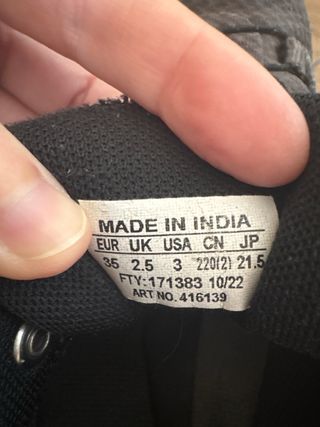 MADE IN INDIA
EUR UK USA CN JP
35 2.5 3 220(2) 21.5
FTY:171383 10/22
ART NO. 416139